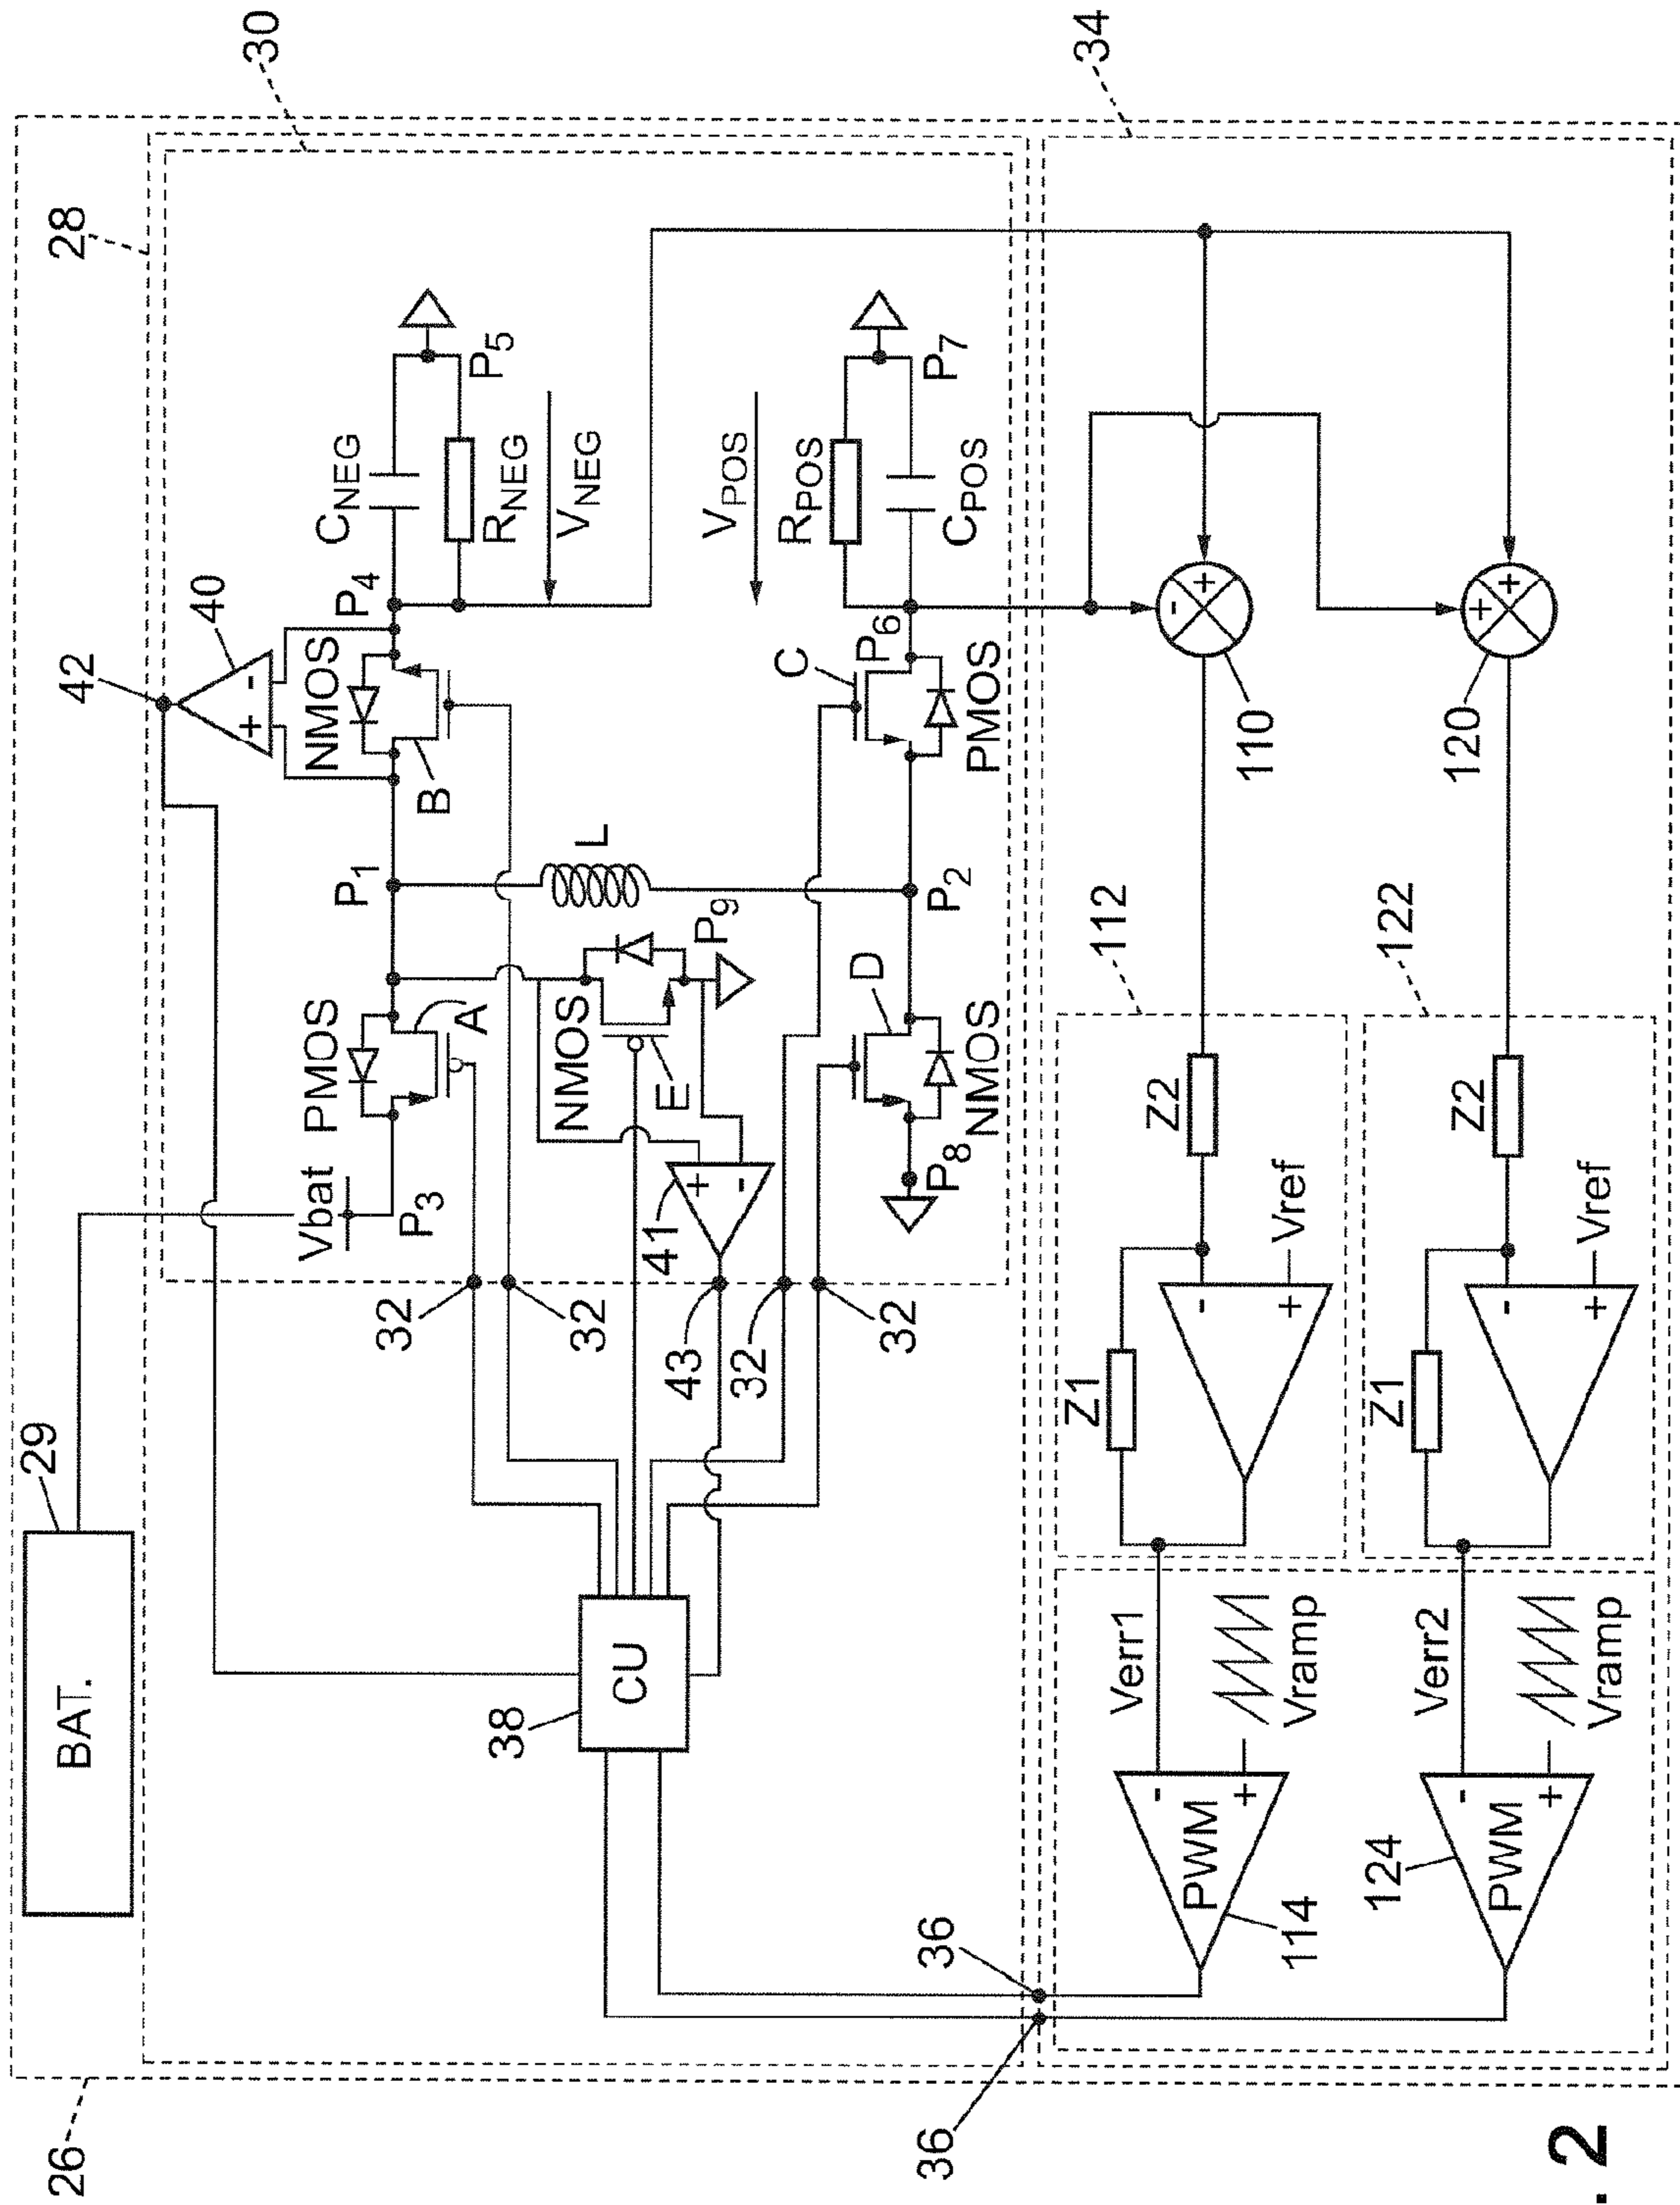 26
28
30
34
29
BAT.
42
40
Vbat
P3
PMOS
A
P1
NMOS
B
P4
CNEG
RNEG
P5
VNEG
VPOS
L
NMOS
E
P9
+
-
+
-
41
43
32
32
32
32
38
CU
P8
D
NMOS
P2
C
PMOS
P6
RPOS
CPOS
P7
36
36
-
+
110
+
+
120
112
122
Z1
Z2
-
+
Vref
Z1
Z2
-
+
Vref
Verr1
Vramp
-
+
PWM
114
Verr2
Vramp
-
+
PWM
124
. 2